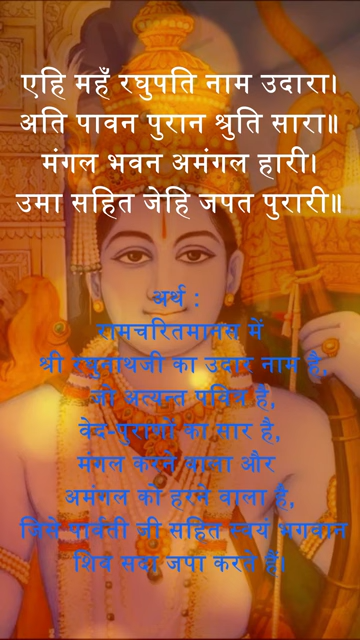 एहि महँ रघुपति नाम उदारा।
अति पावन पुरान श्रुति सारा॥
मंगल भवन अमंगल हारी।
उमा सहित जेहि जपत पुरारी॥
अर्थ :
रामचरितमानस में
श्री रघुनाथजी का उदार नाम है,
जो अत्यन्त पवित्र है,
वेद-पुराणों का सार है,
मंगल करने वाला और
अमंगल को हरने वाला है,
जिसे पार्वती जी सहित स्वयं भगवान
शिव सदा जपा करते हैं।